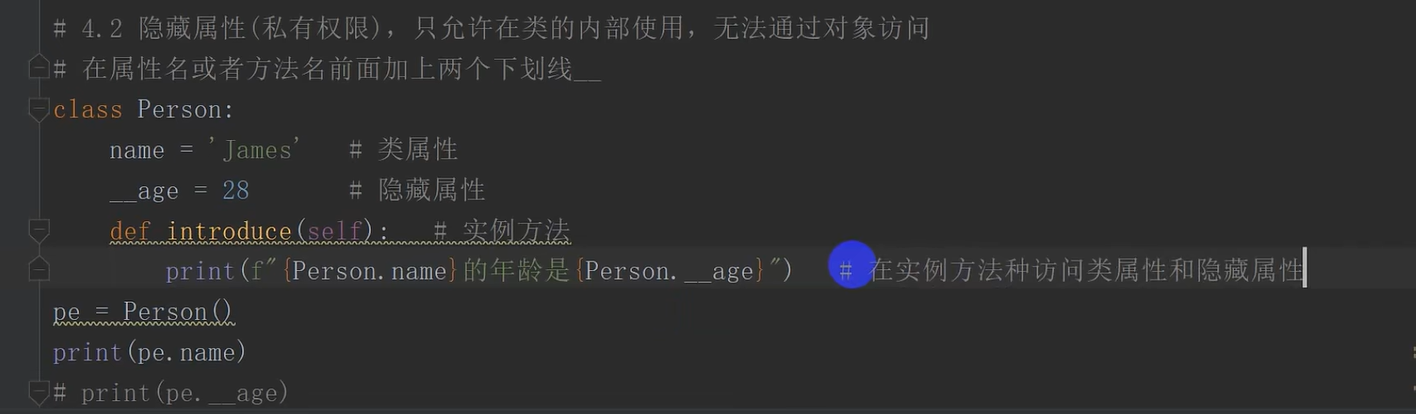 # 4.2 隐藏属性(私有权限)，只允许在类的内部使用，无法通过对象访问
# 在属性名或者方法名前面加上两个下划线__
class Person:
    name = 'James'   # 类属性
    __age = 28       # 隐藏属性
    def introduce(self):   # 实例方法
        print(f"{Person.name}的年龄是{Person.__age}")   # 在实例方法种访问类属性和隐藏属性
pe = Person()
print(pe.name)
# print(pe.__age)